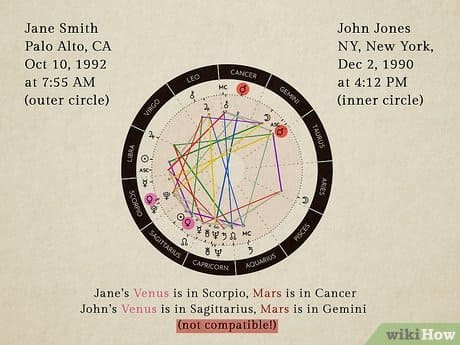 Jane Smith
Palo Alto, CA
Oct 10, 1992
at 7:55 AM
(outer circle)
John Jones
NY, New York,
Dec 2, 1990
at 4:12 PM
(inner circle)
LEO
CANCER
GEMINI
TAURUS
ARIES
PISCES
AQUARIUS
CAPRICORN
SAGITTARIUS
SCORPIO
LIBRA
VIRGO
MC
MC
ASC
ASC
MC
Jane's Venus is in Scorpio, Mars is in Cancer
John's Venus is in Sagittarius, Mars is in Gemini
(not compatible!)
wikiHow